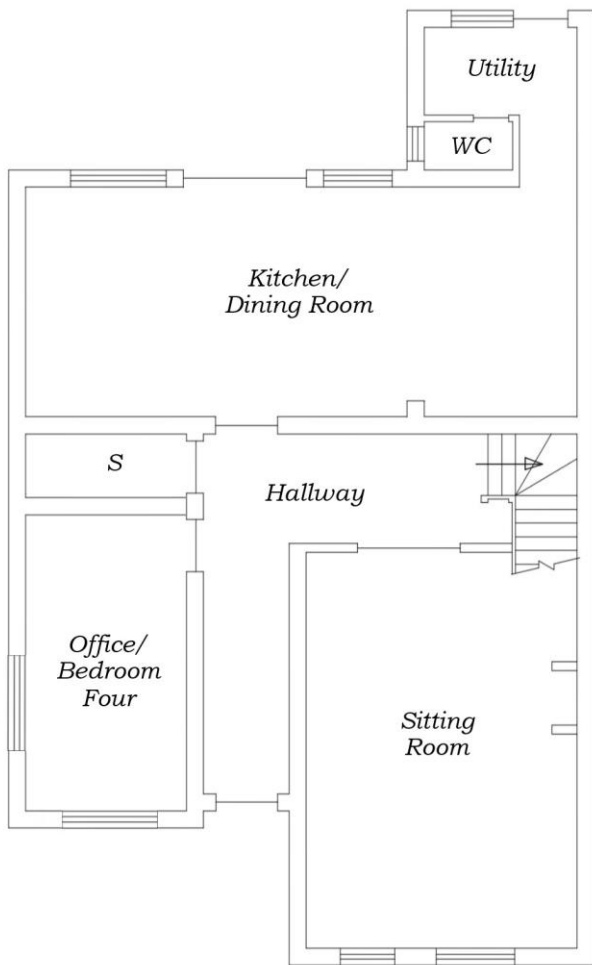 Utility
WC
Kitchen/
Dining Room
S
Hallway
Office/
Bedroom
Four
Sitting
Room